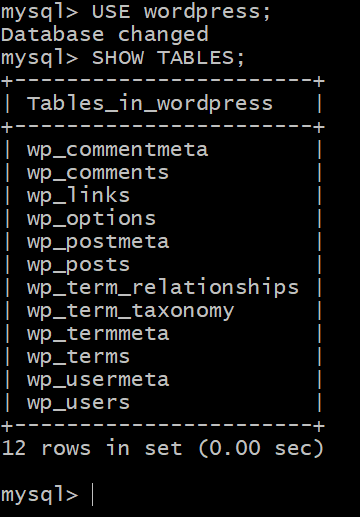 mysql> USE wordpress;
Database changed
mysql> SHOW TABLES;
+-----------------------+
| Tables_in_wordpress   |
+-----------------------+
| wp_commentmeta        |
| wp_comments           |
| wp_links              |
| wp_options            |
| wp_postmeta           |
| wp_posts              |
| wp_term_relationships |
| wp_term_taxonomy      |
| wp_termmeta           |
| wp_terms              |
| wp_usermeta           |
| wp_users              |
+-----------------------+
12 rows in set (0.00 sec)

mysql>